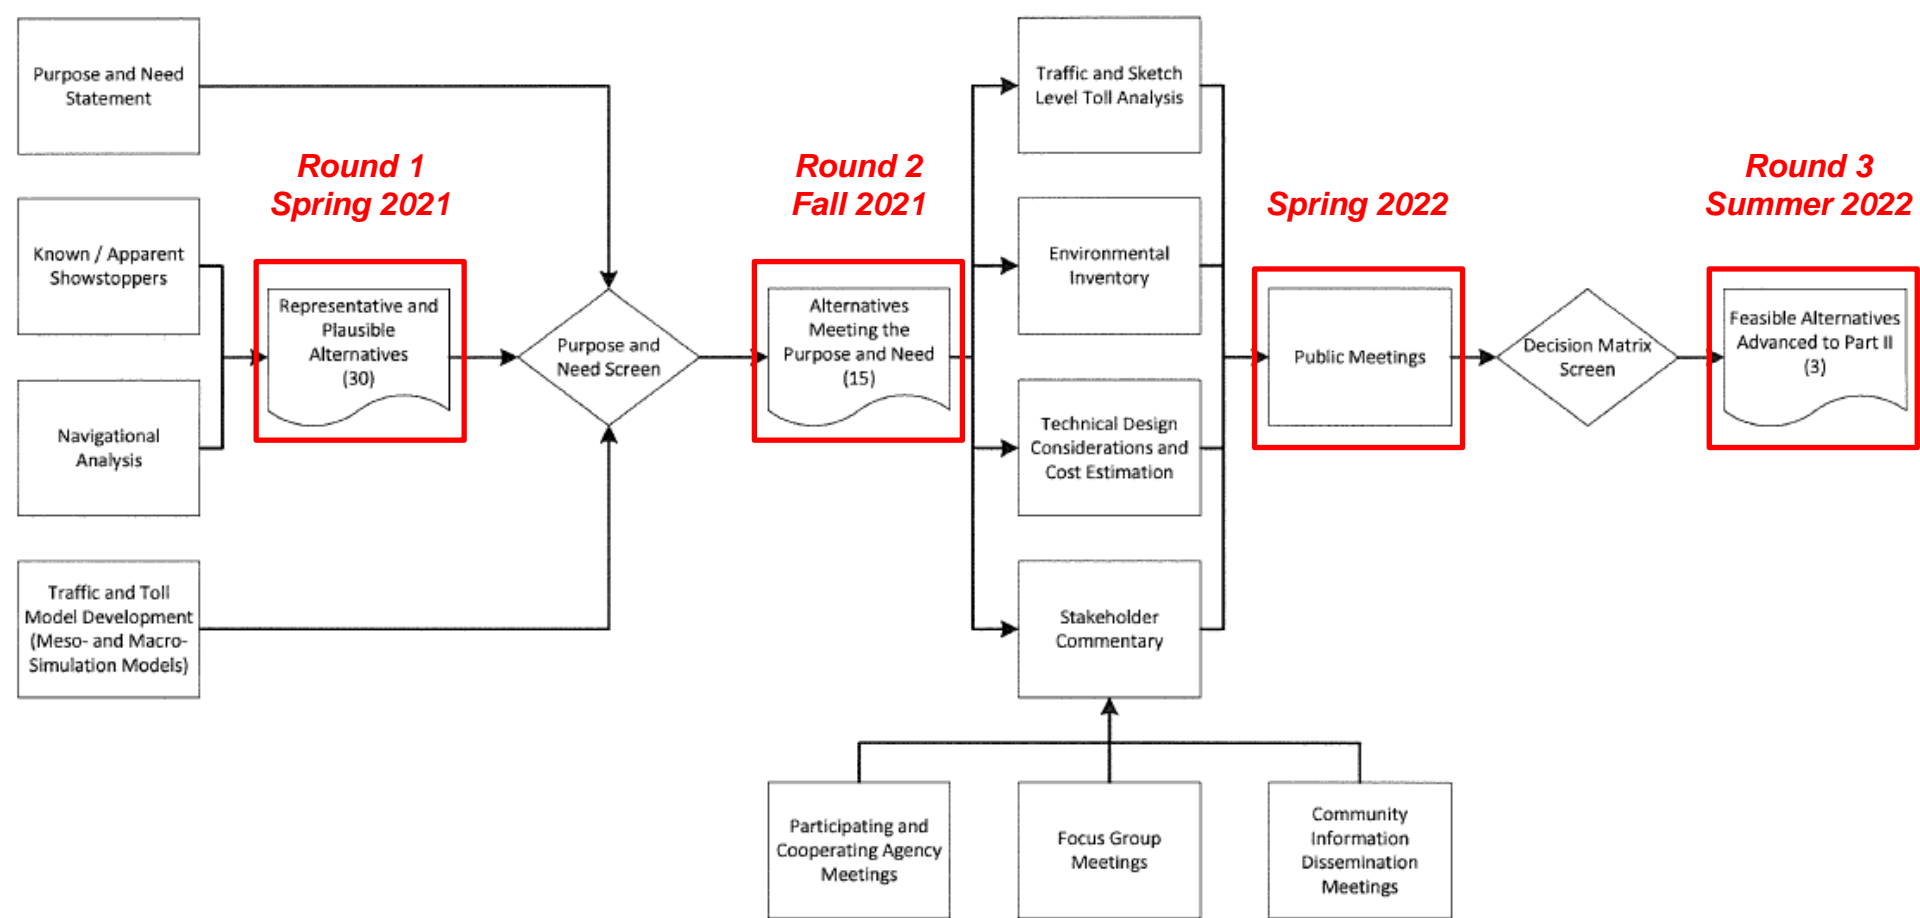 Purpose and Need
Statement
Known / Apparent
Showstoppers
Navigational
Analysis
Traffic and Toll
Model Development
(Meso- and Macro-
Simulation Models)
Round 1
Spring 2021
Representative and
Plausible
Alternatives
(30)
Purpose and
Need Screen
Round 2
Fall 2021
Alternatives
Meeting the
Purpose and Need
(15)
Traffic and Sketch
Level Toll Analysis
Environmental
Inventory
Technical Design
Considerations and
Cost Estimation
Stakeholder
Commentary
Participating and
Cooperating Agency
Meetings
Focus Group
Meetings
Community
Information
Dissemination
Meetings
Spring 2022
Public Meetings
Decision Matrix
Screen
Round 3
Summer 2022
Feasible Alternatives
Advanced to Part II
(3)